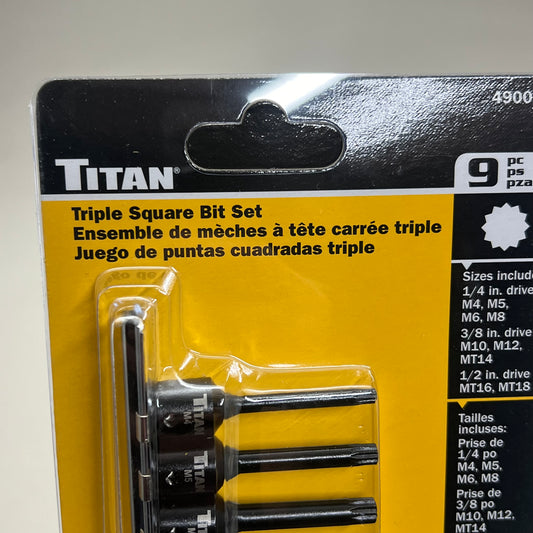 4900
TITAN®
9 pc
ps
pza
Triple Square Bit Set
Ensemble de mèches à tête carrée triple
Juego de puntas cuadradas triple
Sizes include
1/4 in. drive
M4, M5,
M6, M8
3/8 in. drive
M10, M12,
MT14
1/2 in. drive
MT16, MT18
Tailles
incluses:
Prise de
1/4 po
M4, M5,
M6, M8
Prise de
3/8 po
M10, M12,
MT14
TITAN
M4
TITAN
M5
TITAN